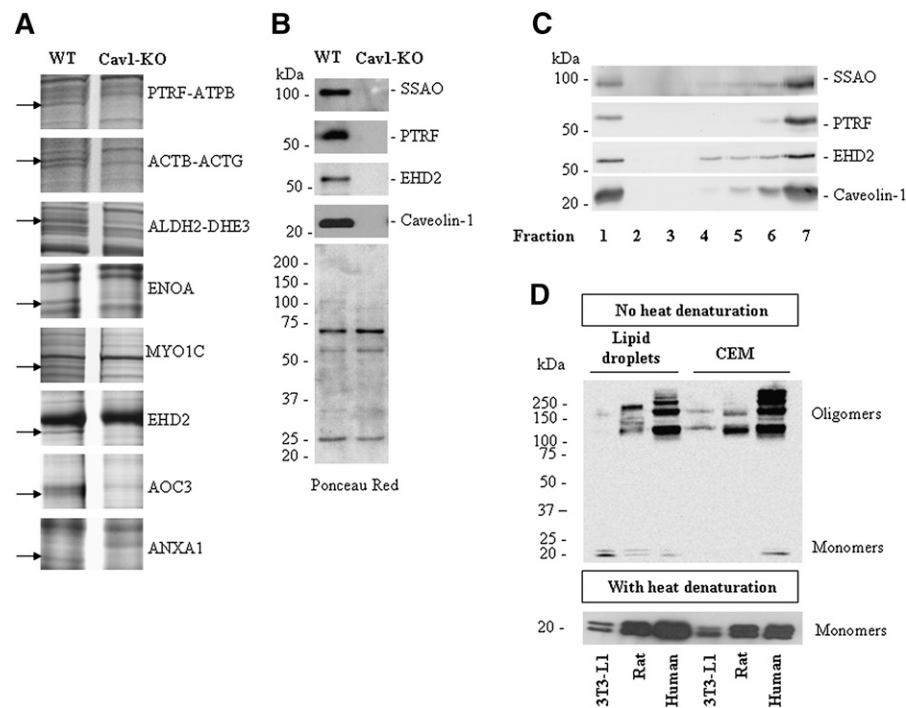 A
WT Cav1-KO
PTRF-ATPB
ACTB-ACTG
ALDH2-DHE3
ENOA
MYO1C
EHD2
AOC3
ANXA1
B
WT Cav1-KO
kDa
100 - - SSAO
50 - - PTRF
50 - - EHD2
20 - - Caveolin-1
200 -
150 -
100 -
75 -
50 -
37 -
25 -
20 -
Ponceau Red
C
kDa
100 - - SSAO
50 - - PTRF
50 - - EHD2
20 - - Caveolin-1
Fraction 1 2 3 4 5 6 7
D
No heat denaturation
Lipid droplets CEM
kDa
250 -
150 - Oligomers
100 -
75 -
50 -
37 –
25 -
20 - Monomers
With heat denaturation
20 - Monomers
3T3-L1 Rat Human 3T3-L1 Rat Human